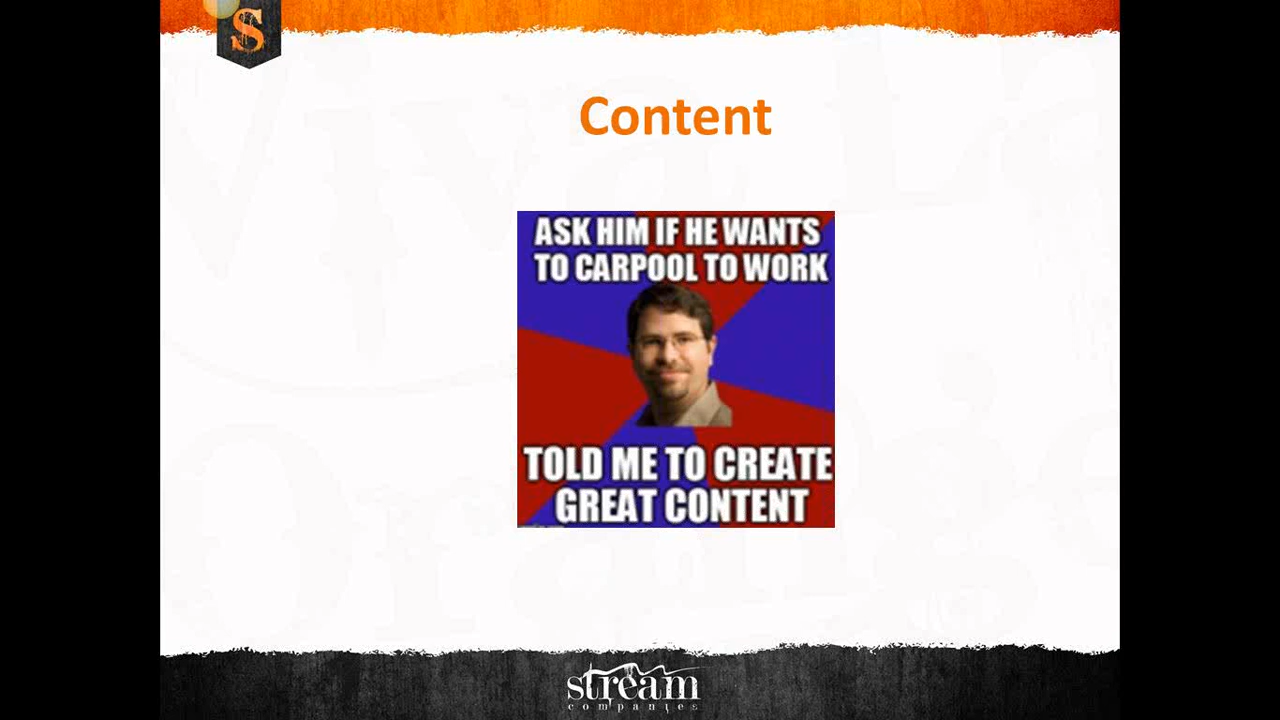 S
Content
ASK HIM IF HE WANTS
TO CARPOOL TO WORK
TOLD ME TO CREATE
GREAT CONTENT
stream
companies